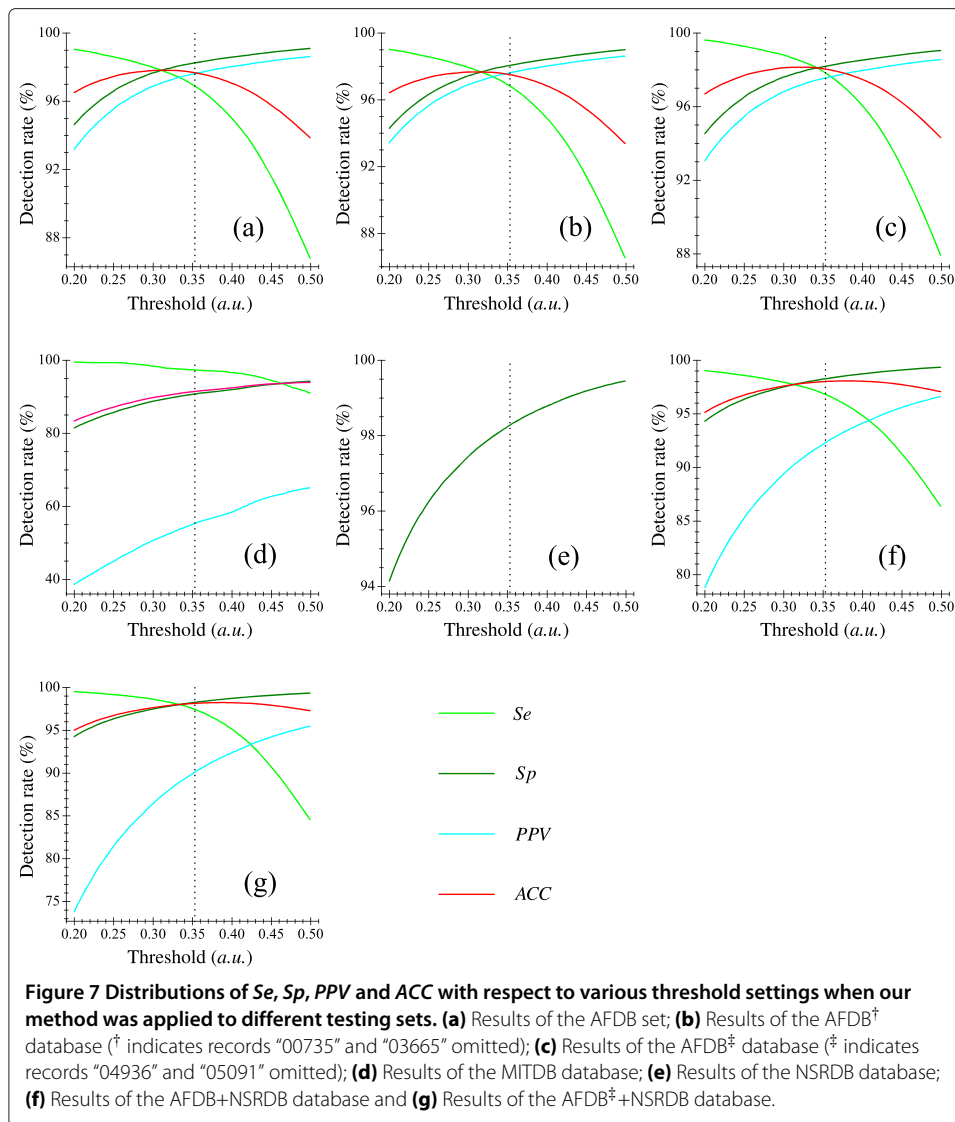 100
96
92
88
Detection rate (%)
(a)
0.20 0.25 0.30 0.35 0.40 0.45 0.50
Threshold (a.u.)
100
96
92
88
Detection rate (%)
(b)
0.20 0.25 0.30 0.35 0.40 0.45 0.50
Threshold (a.u.)
100
96
92
88
Detection rate (%)
(c)
0.20 0.25 0.30 0.35 0.40 0.45 0.50
Threshold (a.u.)
100
80
60
40
Detection rate (%)
(d)
0.20 0.25 0.30 0.35 0.40 0.45 0.50
Threshold (a.u.)
100
98
96
94
Detection rate (%)
(e)
0.20 0.25 0.30 0.35 0.40 0.45 0.50
Threshold (a.u.)
100
95
90
85
80
Detection rate (%)
(f)
0.20 0.25 0.30 0.35 0.40 0.45 0.50
Threshold (a.u.)
100
95
90
85
80
75
Detection rate (%)
(g)
0.20 0.25 0.30 0.35 0.40 0.45 0.50
Threshold (a.u.)
Se
Sp
PPV
ACC
Figure 7 Distributions of Se, Sp, PPV and ACC with respect to various threshold settings when our
method was applied to different testing sets. (a) Results of the AFDB set; (b) Results of the AFDB†
database († indicates records “00735” and “03665” omitted); (c) Results of the AFDB‡ database (‡ indicates
records “04936” and “05091” omitted); (d) Results of the MITDB database; (e) Results of the NSRDB database;
(f) Results of the AFDB+NSRDB database and (g) Results of the AFDB‡+NSRDB database.